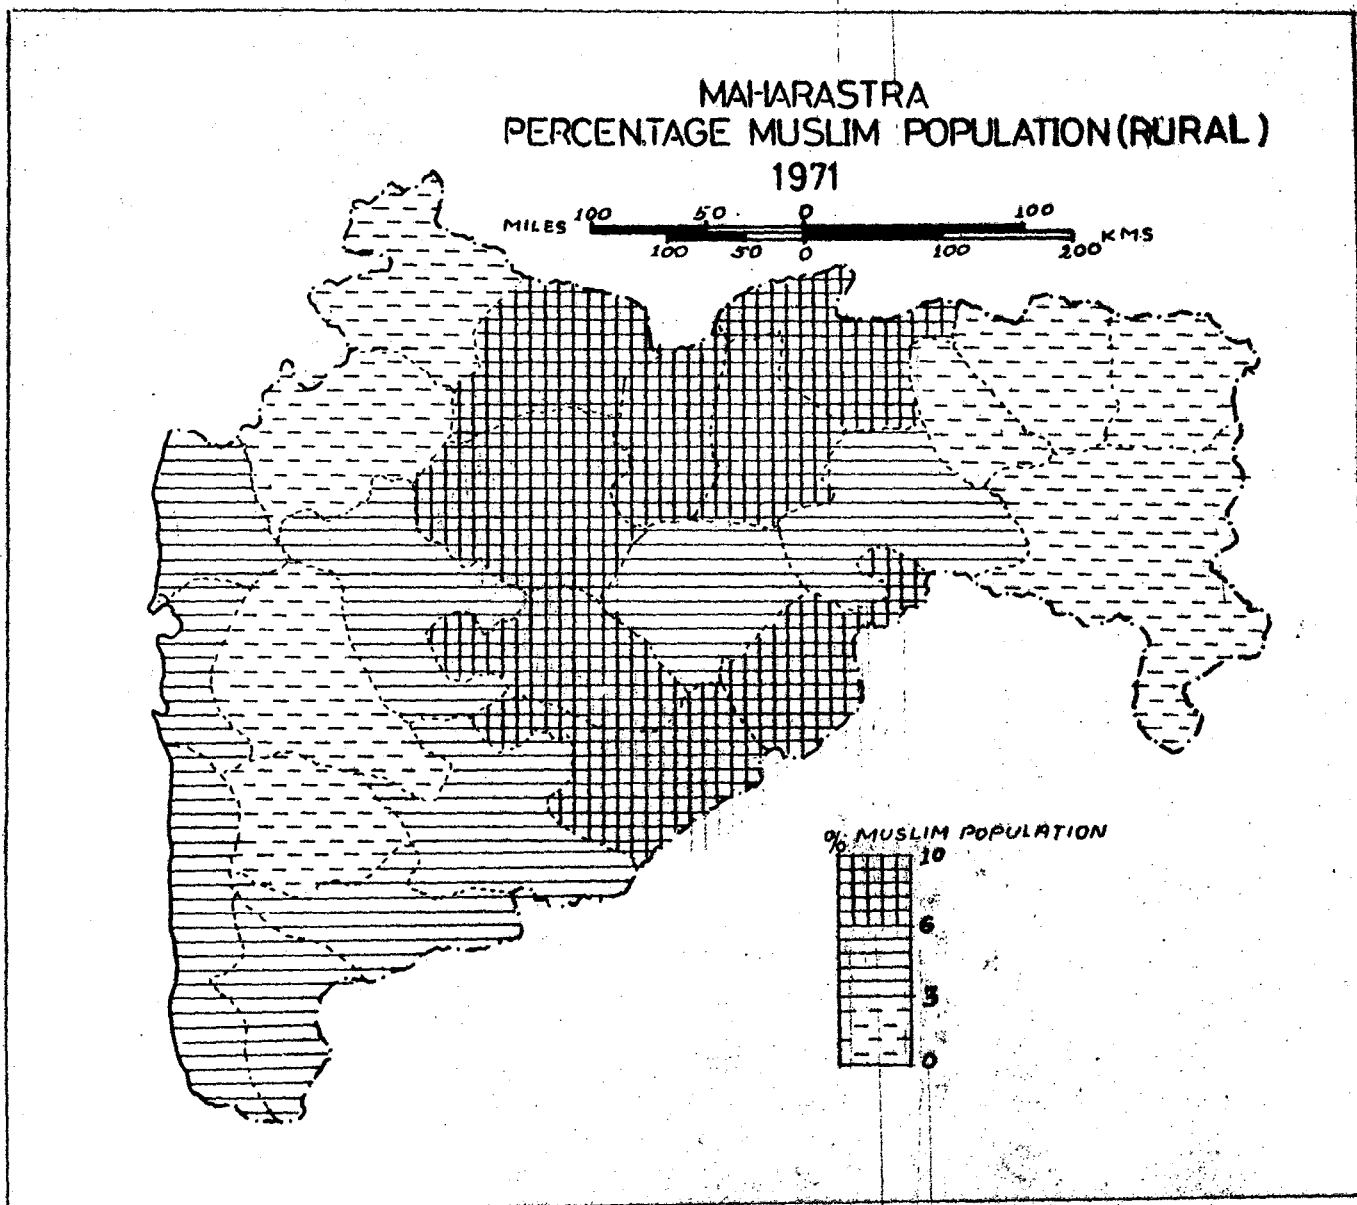 MAHARASTRA
PERCENTAGE MUSLIM POPULATION (RURAL)
1971
MILES 100 50 0 100
100 50 0 100 200 KMS
% MUSLIM POPULATION
10
6
3
0